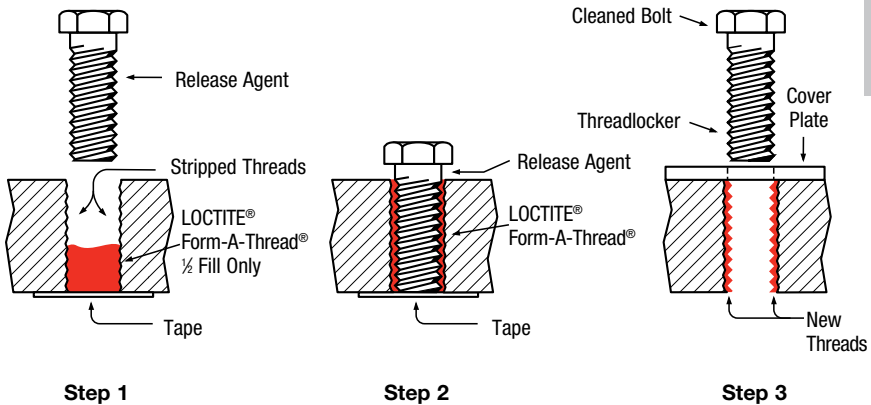 Release Agent
Stripped Threads
LOCTITE®
Form-A-Thread®
½ Fill Only
Tape
Step 1
Release Agent
LOCTITE®
Form-A-Thread®
Tape
Step 2
Cleaned Bolt
Threadlocker
Cover
Plate
New
Threads
Step 3